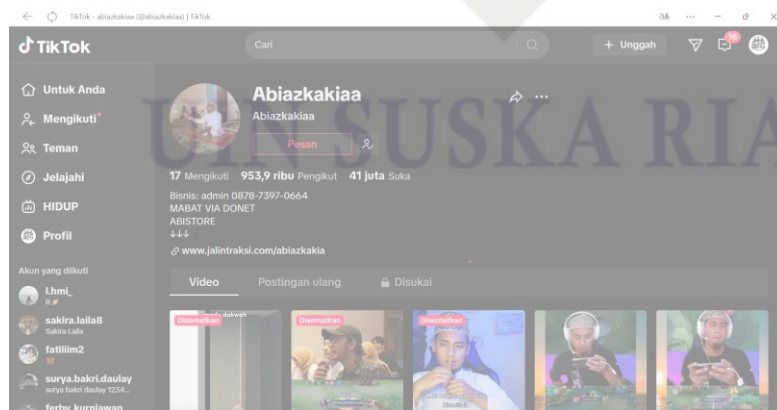 TikTok - abiazkakiaa (@abiazkakiaa) | TikTok
TikTok
Cari
+ Unggah
16
Untuk Anda
Mengikuti
Teman
Jelajahi
HIDUP
Profil
Akun yang diikuti
l.hmi_
sakira.laila8
Sakira Laila
fatiiiim2
surya.bakri.daulay
surya bakri daulay 1234...
ferby kurniawan
Abiazkakiaa
Abiazkakiaa
Pesan
17 Mengikuti 953,9 ribu Pengikut 41 juta Suka
Bisnis: admin 0878-7397-0664
MABAT VIA DONET
ABISTORE
↓↓↓
www.jalintraksi.com/abiazkakia
Video Postingan ulang Disukai
Disematkan
Disematkan
Disematkan
UIN SUSKA RIA